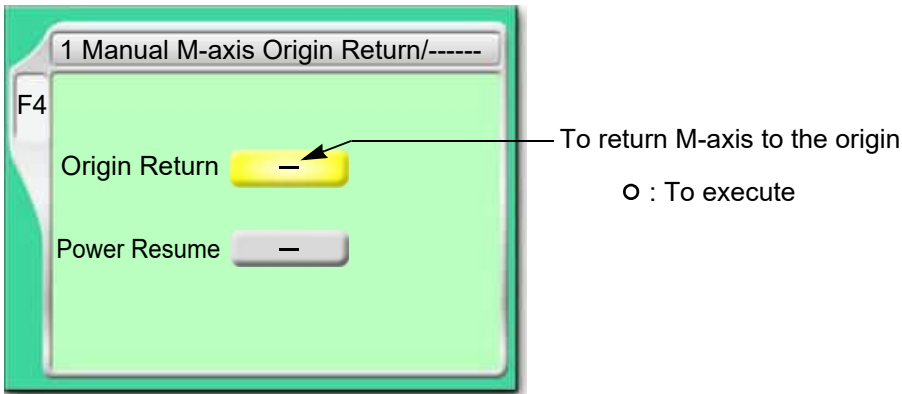 1 Manual M-axis Origin Return/------
F4
Origin Return –
To return M-axis to the origin
○ : To execute
Power Resume –